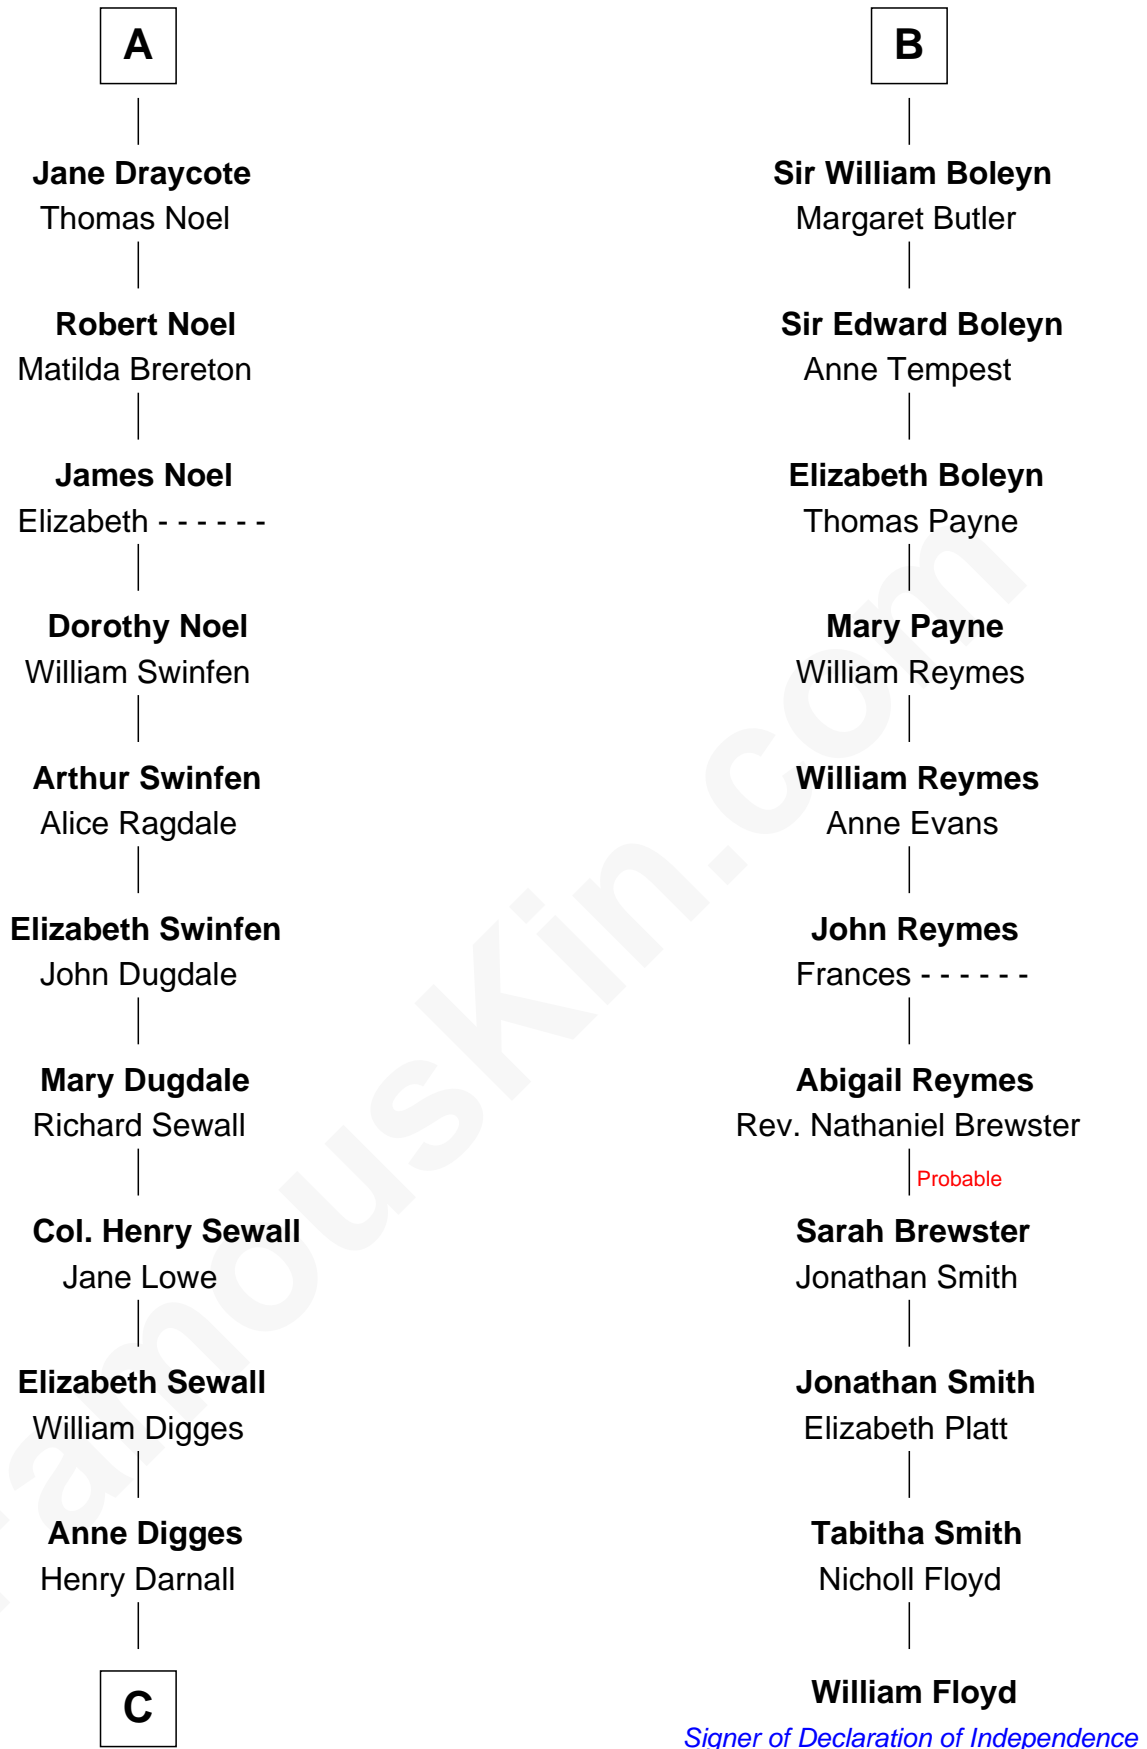 A
Jane Draycote
Thomas Noel
Robert Noel
Matilda Brereton
James Noel
Elizabeth - - - - - -
Dorothy Noel
William Swinfen
Arthur Swinfen
Alice Ragdale
Elizabeth Swinfen
John Dugdale
Mary Dugdale
Richard Sewall
Col. Henry Sewall
Jane Lowe
Elizabeth Sewall
William Digges
Anne Digges
Henry Darnall
C
B
Sir William Boleyn
Margaret Butler
Sir Edward Boleyn
Anne Tempest
Elizabeth Boleyn
Thomas Payne
Mary Payne
William Reymes
William Reymes
Anne Evans
John Reymes
Frances - - - - - -
Abigail Reymes
Rev. Nathaniel Brewster
Probable
Sarah Brewster
Jonathan Smith
Jonathan Smith
Elizabeth Platt
Tabitha Smith
Nicholl Floyd
William Floyd
Signer of Declaration of Independence
FamousKin.com